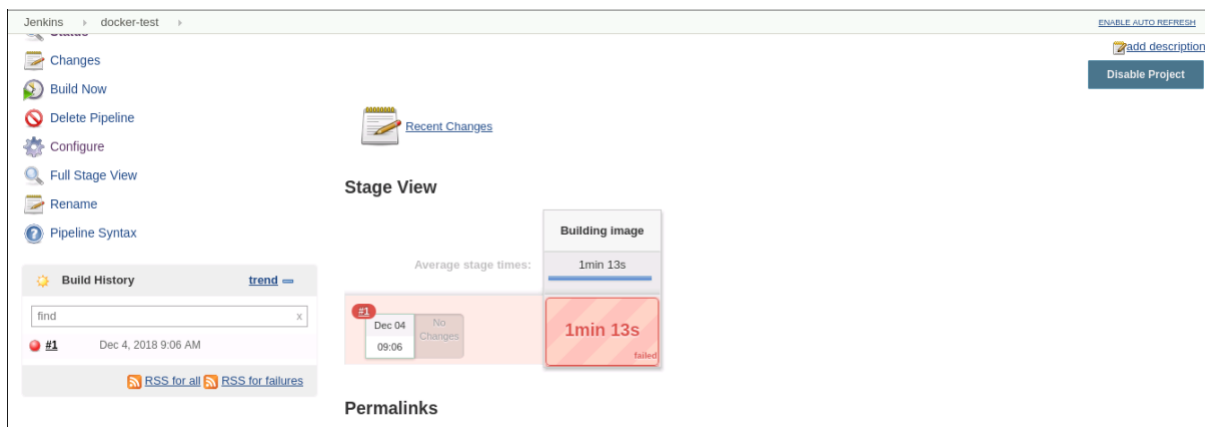 Jenkins docker-test
ENABLE AUTO REFRESH
Status
add description
Disable Project
Changes
Build Now
Delete Pipeline
Configure
Full Stage View
Rename
Pipeline Syntax
Build History trend
find x
#1 Dec 4, 2018 9:06 AM
RSS for all RSS for failures
Recent Changes
Stage View
Building image
Average stage times: 1min 13s
#1
Dec 04
09:06
No
Changes
1min 13s
failed
Permalinks